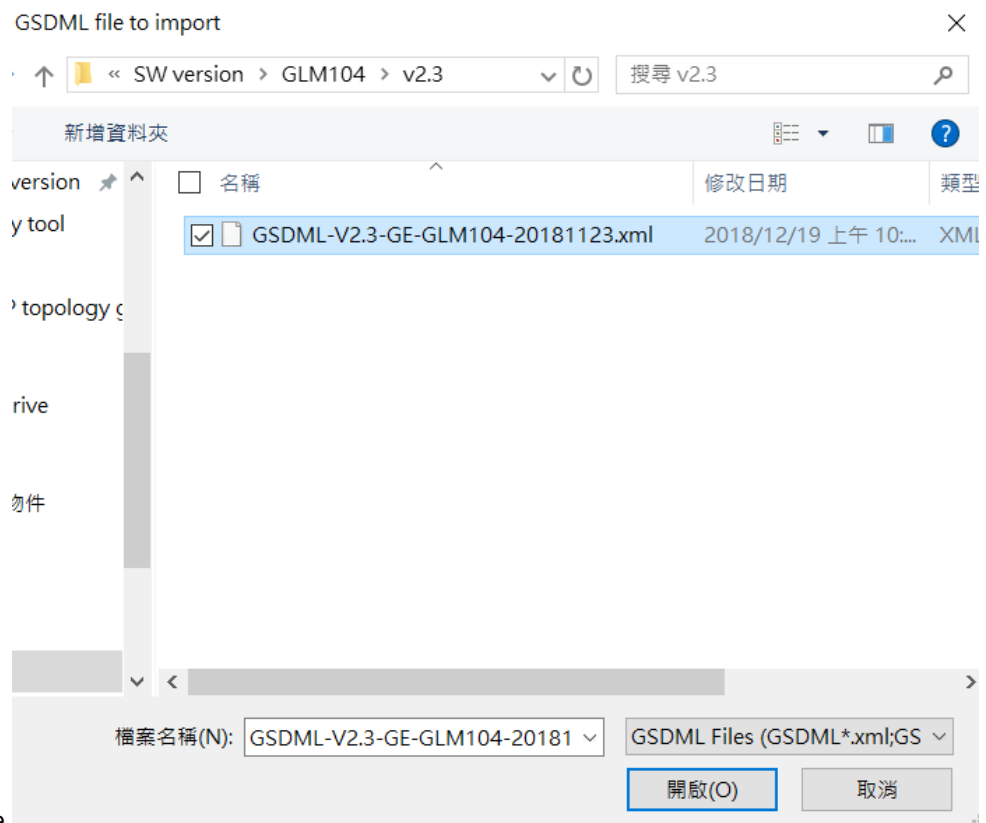 GSDML file to import
« SW version > GLM104 > v2.3
搜尋 v2.3
新增資料夾
version
名稱
修改日期
類型
y tool
GSDML-V2.3-GE-GLM104-20181123.xml
2018/12/19 上午 10:...
XML
topology g
rive
物件
檔案名稱(N):
GSDML-V2.3-GE-GLM104-20181
GSDML Files (GSDML*.xml;GS
開啟(O)
取消
e